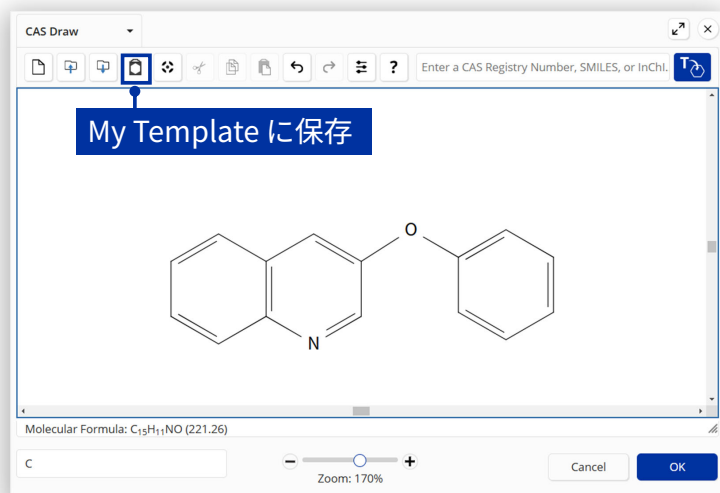 CAS Draw
?
Enter a CAS Registry Number, SMILES, or InChI.
T
My Template に保存
O
N
Molecular Formula: C₁₅H₁₁NO (221.26)
C
Zoom: 170%
Cancel
OK